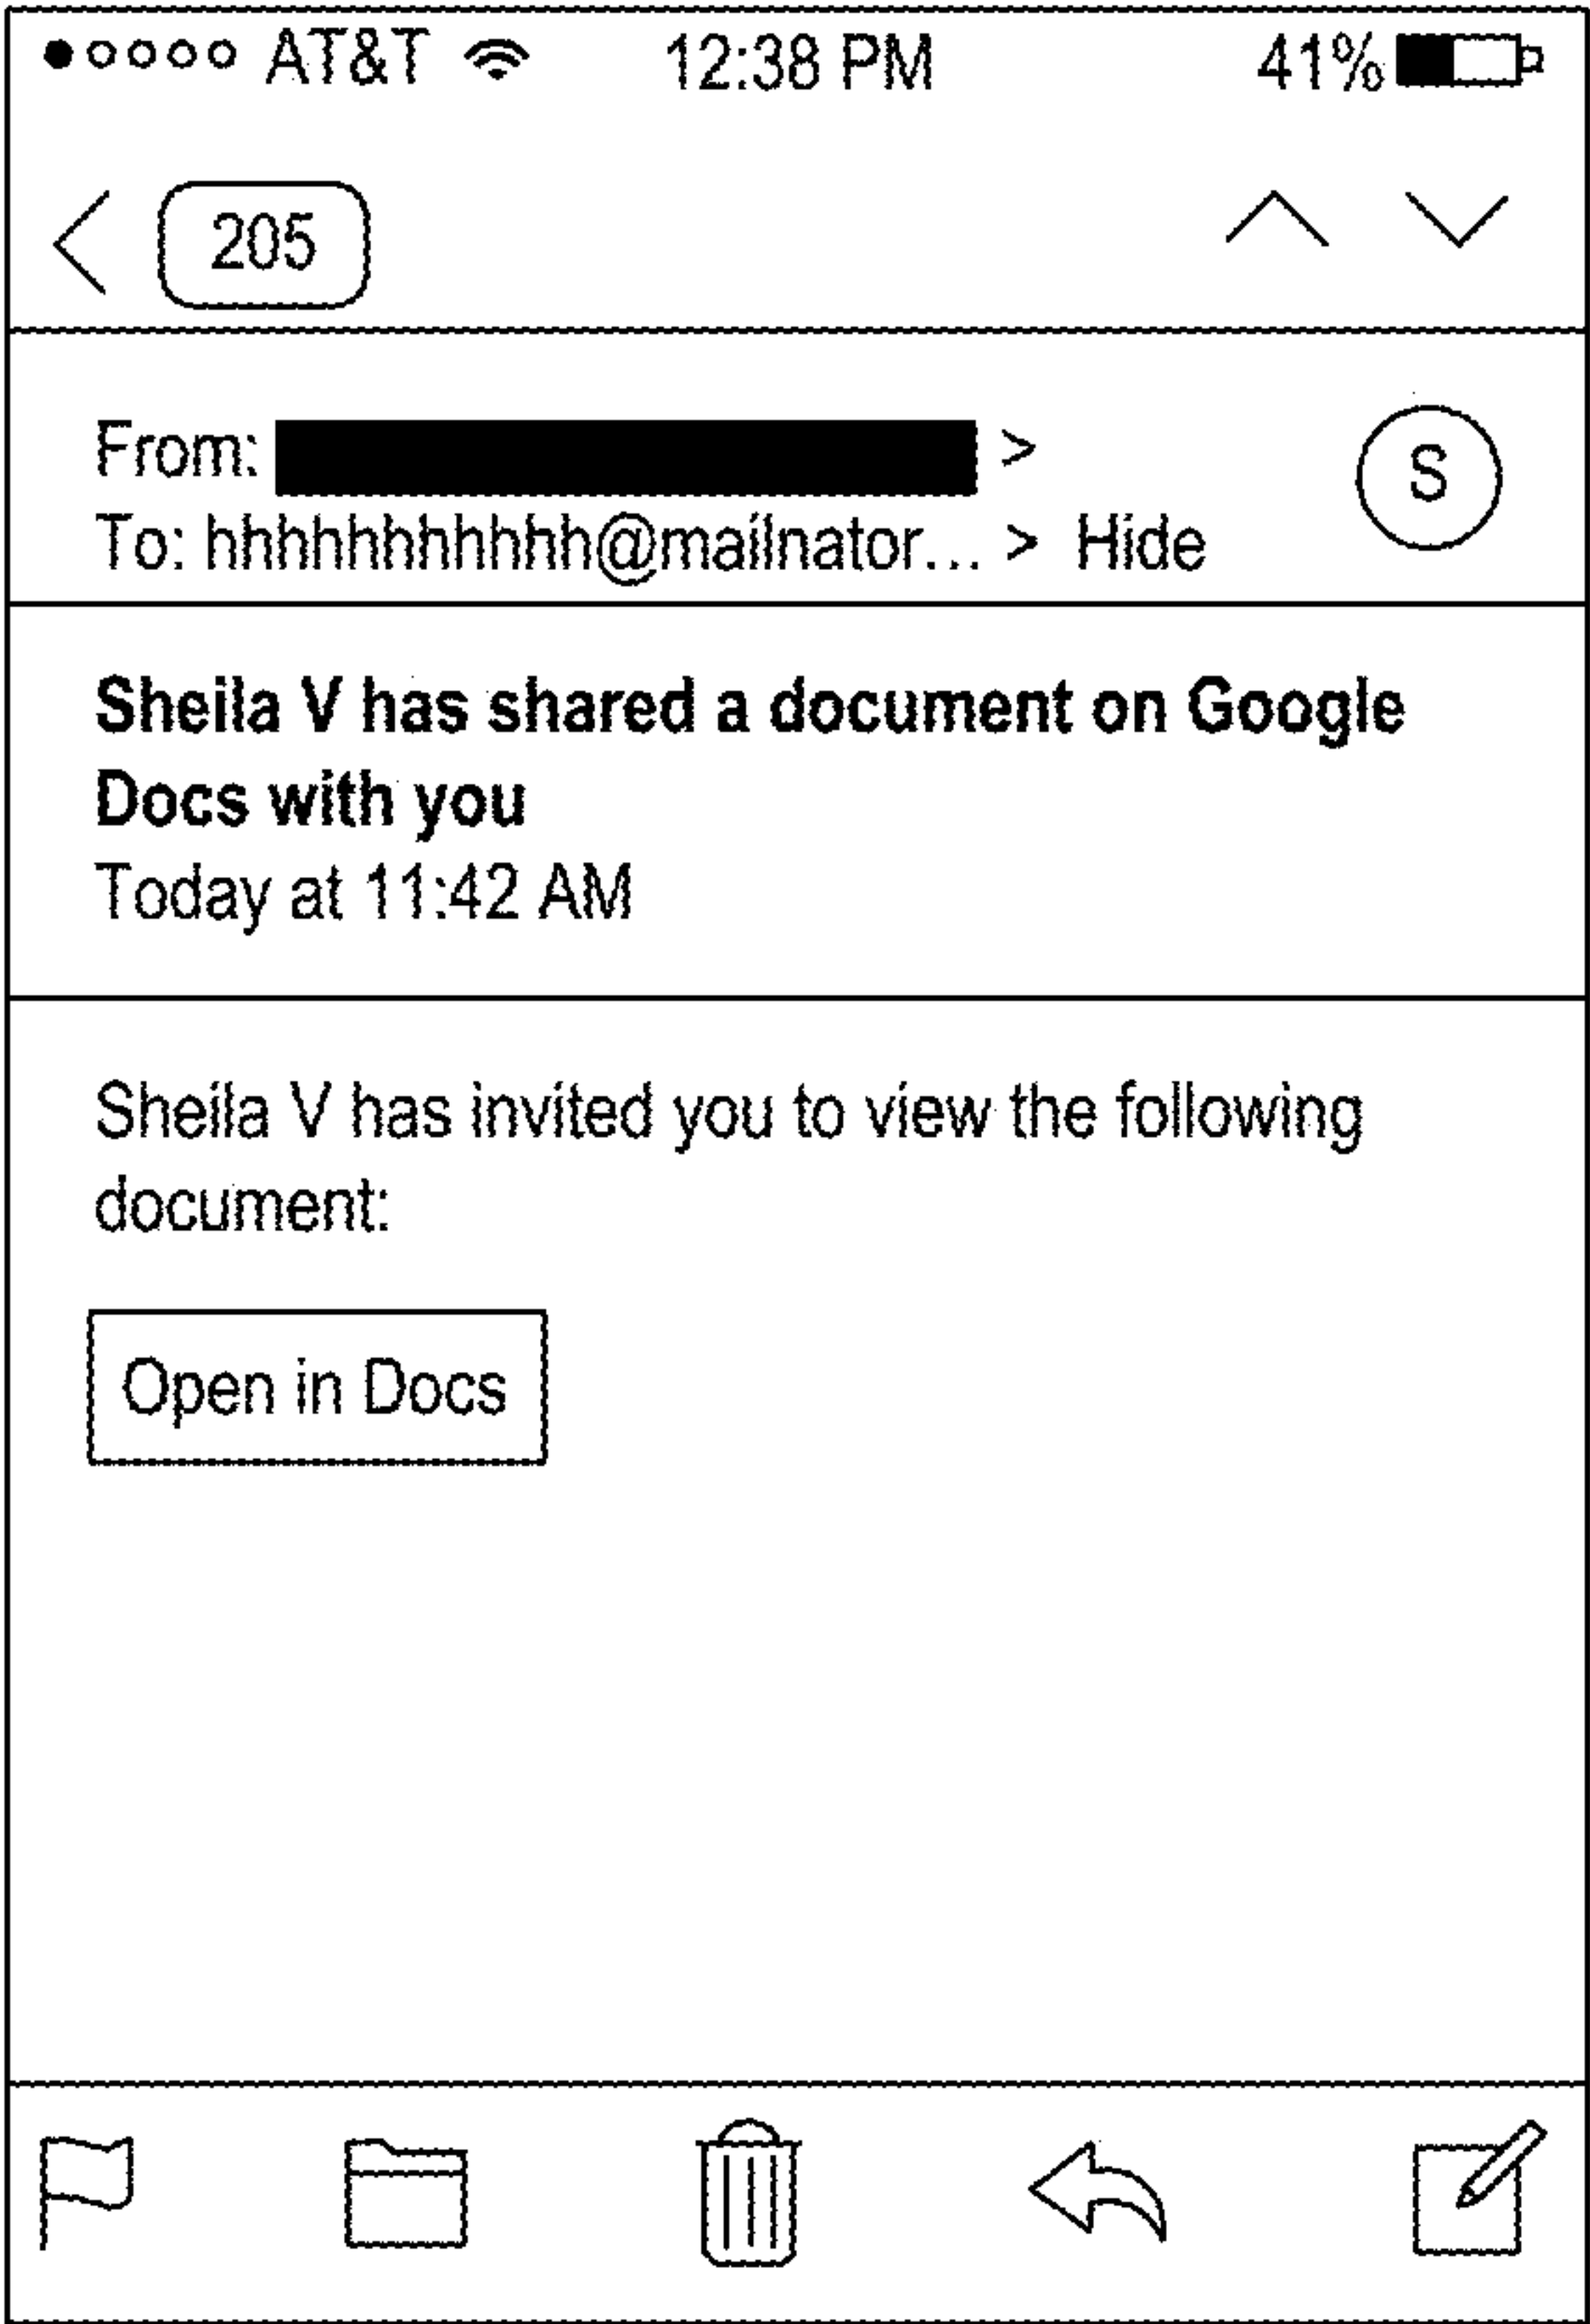 AT&T 12:38 PM 41%
205
From: >
S
To: hhhhhhhhhhh@mailnator... > Hide
Sheila V has shared a document on Google
Docs with you
Today at 11:42 AM
Sheila V has invited you to view the following
document:
Open in Docs